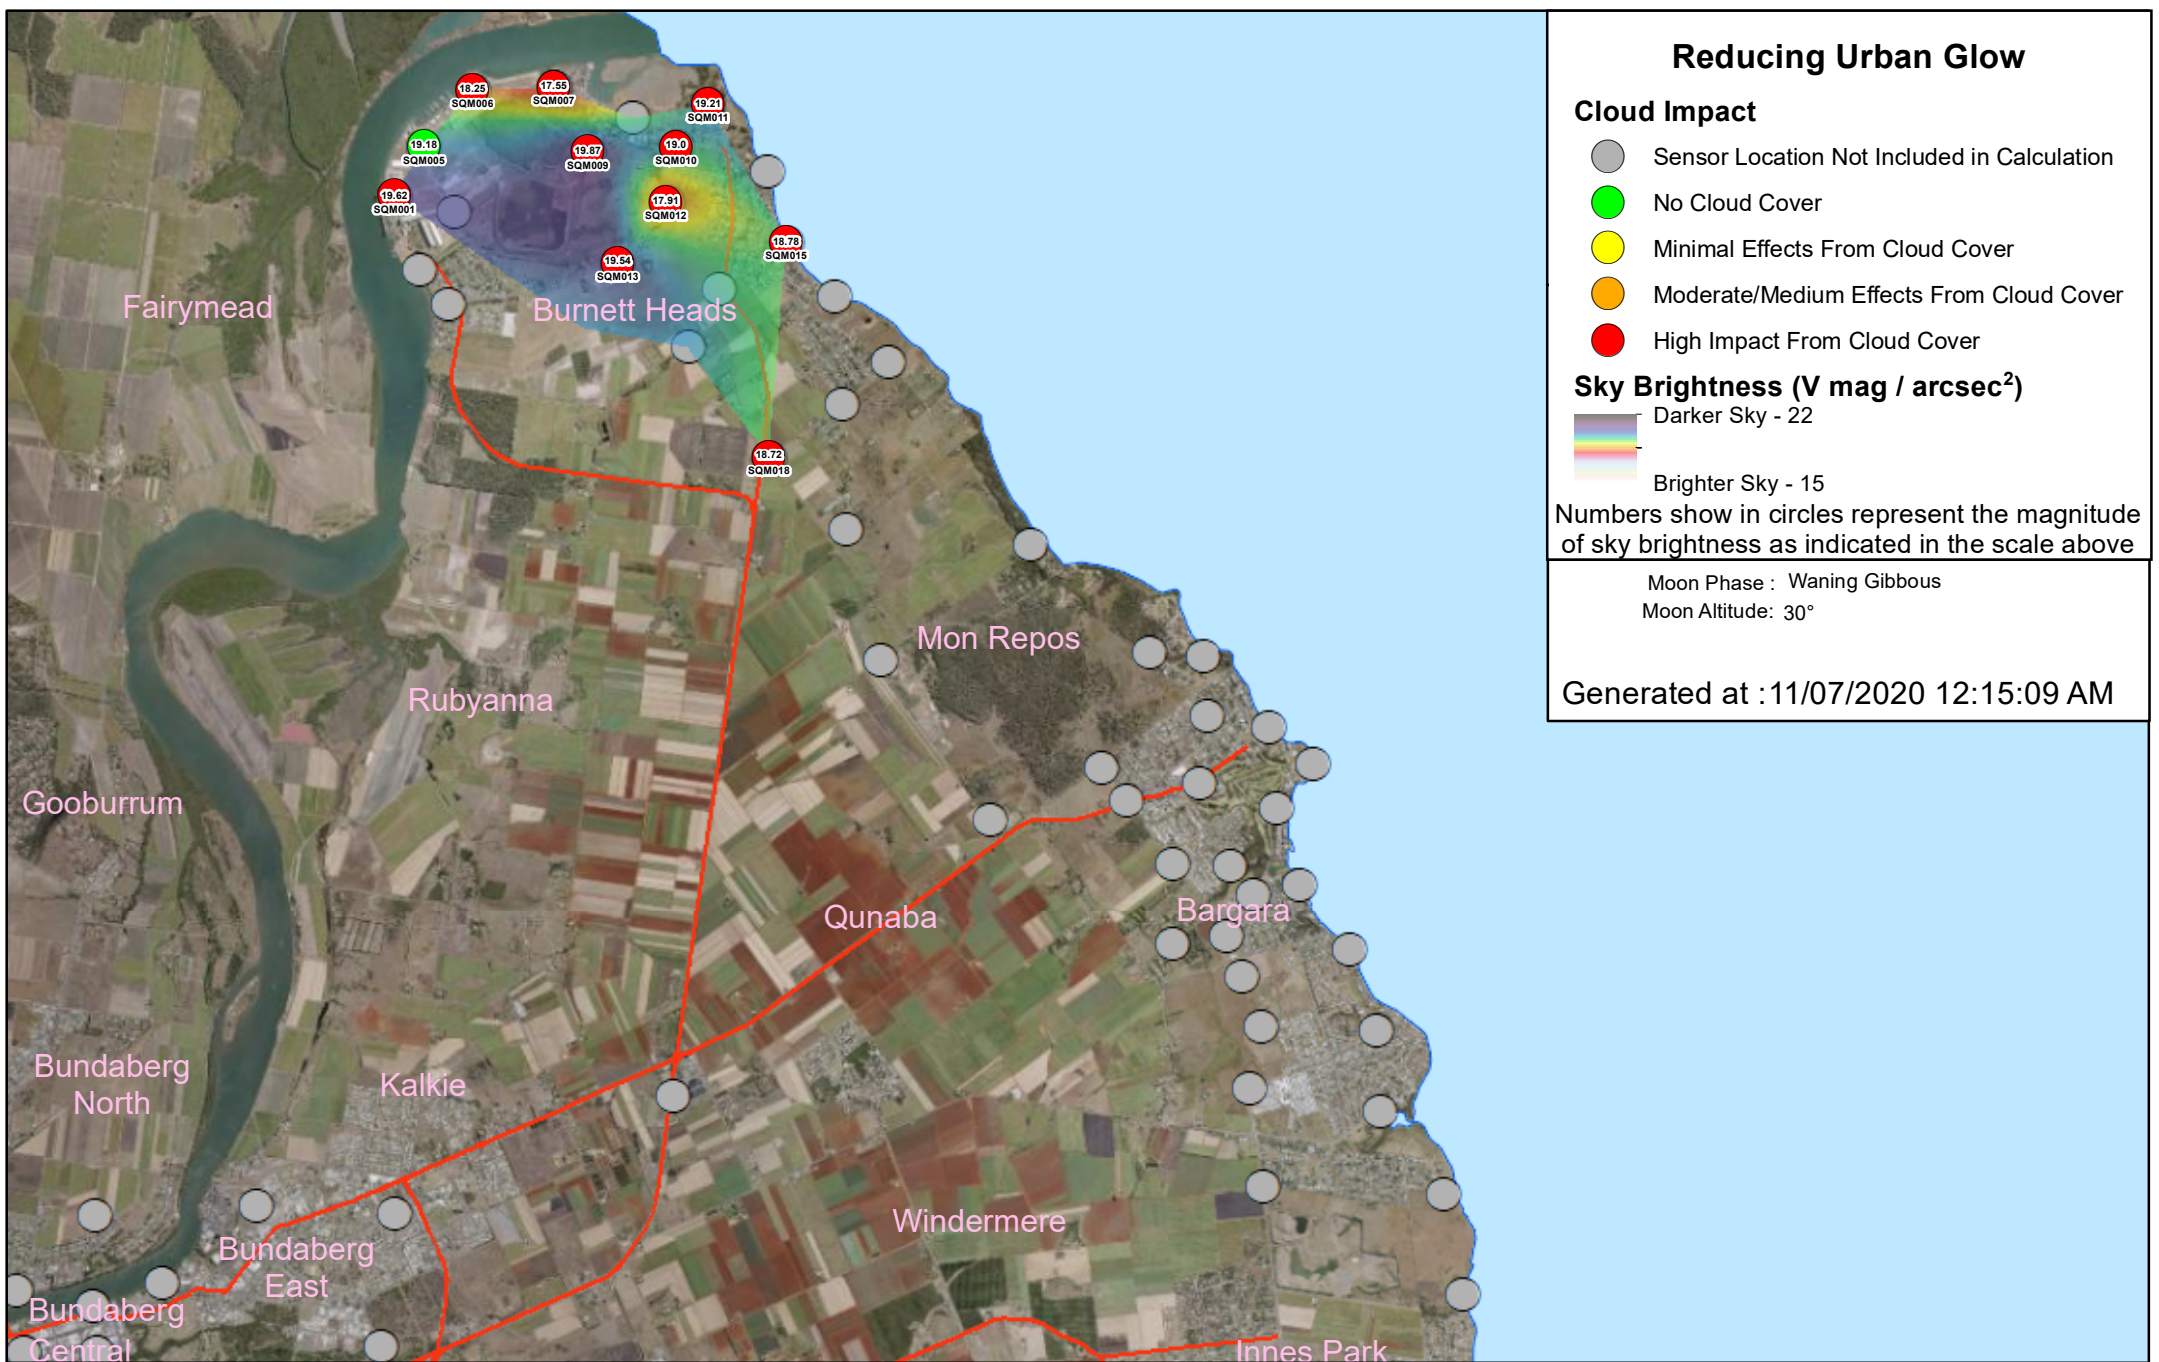 Reducing Urban Glow
Cloud Impact
Sensor Location Not Included in Calculation
No Cloud Cover
Minimal Effects From Cloud Cover
Moderate/Medium Effects From Cloud Cover
High Impact From Cloud Cover
Sky Brightness (V mag / arcsec²)
Darker Sky - 22
Brighter Sky - 15
Numbers show in circles represent the magnitude
of sky brightness as indicated in the scale above
Moon Phase : Waning Gibbous
Moon Altitude: 30°
Generated at :11/07/2020 12:15:09 AM
18.25
SQM006
17.55
SQM007
19.21
SQM011
19.18
SQM005
19.87
SQM009
19.0
SQM010
19.62
SQM001
17.91
SQM012
18.78
SQM015
19.54
SQM013
18.72
SQM018
Fairymead
Burnett Heads
Mon Repos
Rubyanna
Gooburrum
Qunaba
Bargara
Bundaberg
North
Kalkie
Windermere
Bundaberg
East
Bundaberg
Central
Innes Park